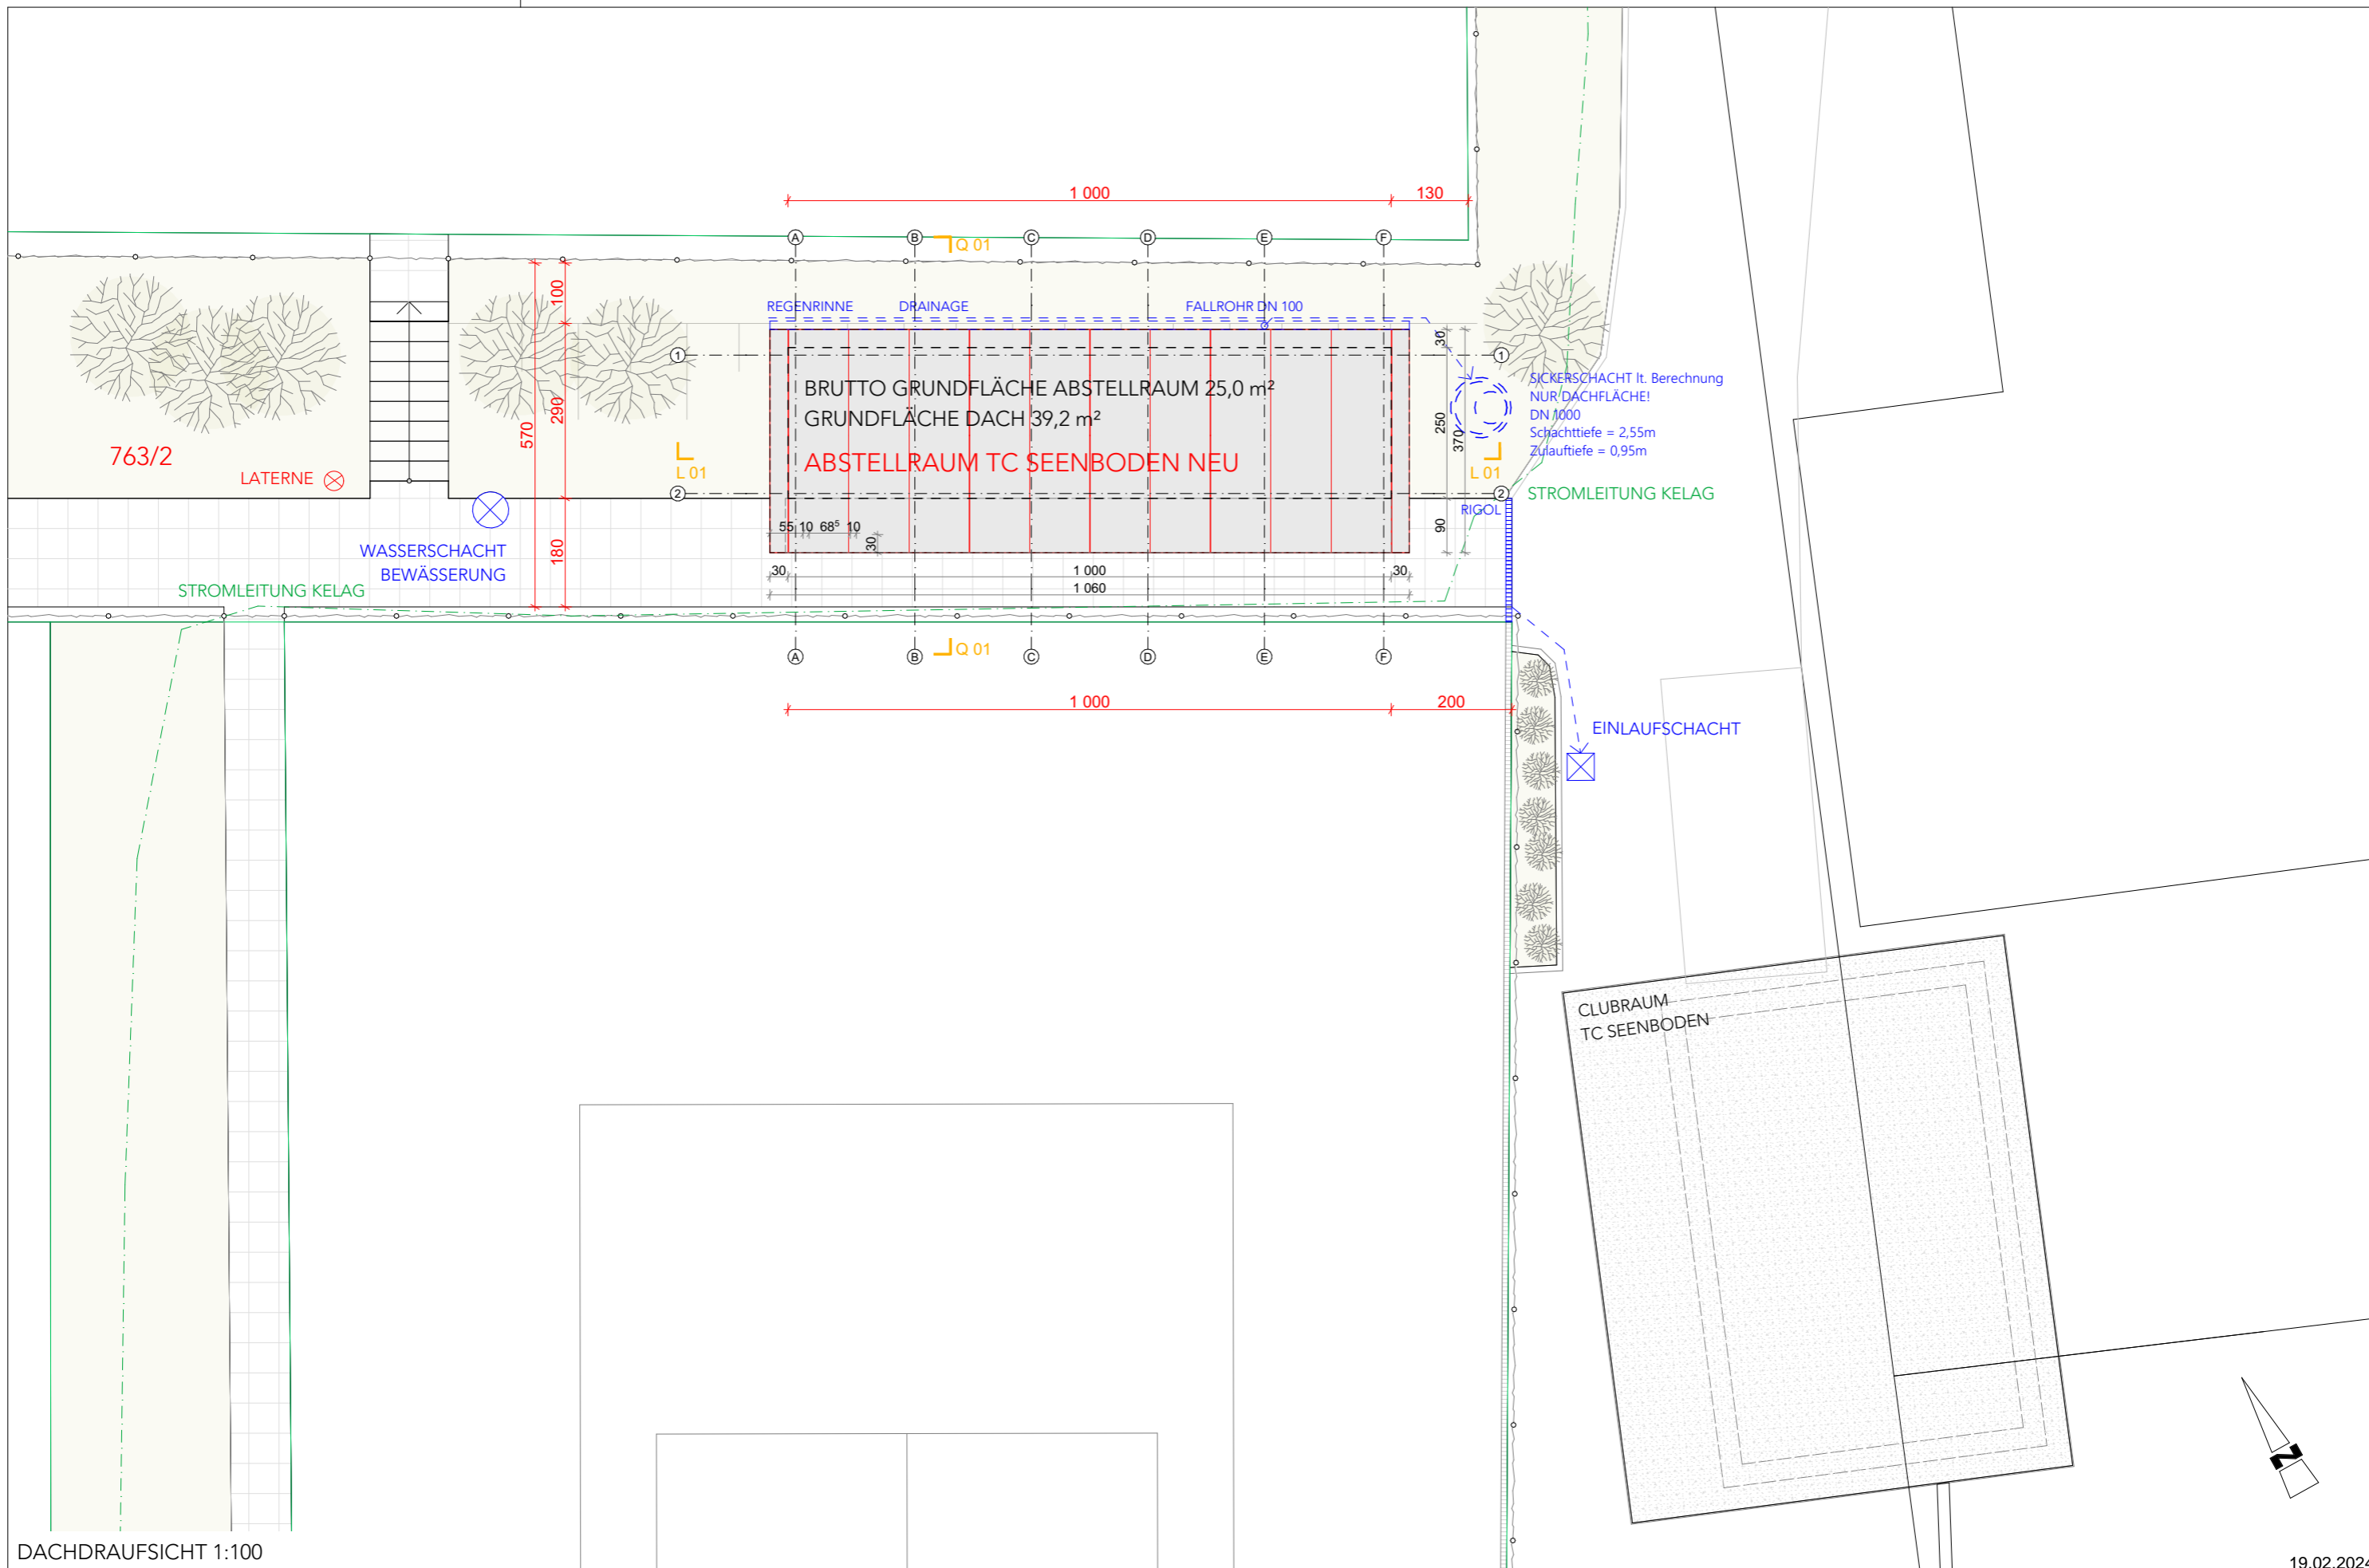 1 000
130
A
B
Q 01
C
D
E
F
100
REGENRINNE
DRAINAGE
FALLROHR DN 100
30
1
1
BRUTTO GRUNDFLÄCHE ABSTELLRAUM 25,0 m²
GRUNDFLÄCHE DACH 39,2 m²
SICKERSCHACHT lt. Berechnung
NUR DACHFLÄCHE!
DN 1000
Schachttiefe = 2,55m
Zulauftiefe = 0,95m
290
570
250
370
763/2
LATERNE
L 01
ABSTELLRAUM TC SEENBODEN NEU
L 01
2
2
STROMLEITUNG KELAG
RIGOL
55 10 68⁵ 10
30
90
WASSERSCHACHT
BEWÄSSERUNG
180
30
1 000
30
1 060
STROMLEITUNG KELAG
A
B
Q 01
C
D
E
F
1 000
200
EINLAUFSCHACHT
CLUBRAUM
TC SEENBODEN
N
DACHDRAUFSICHT 1:100
19.02.2024